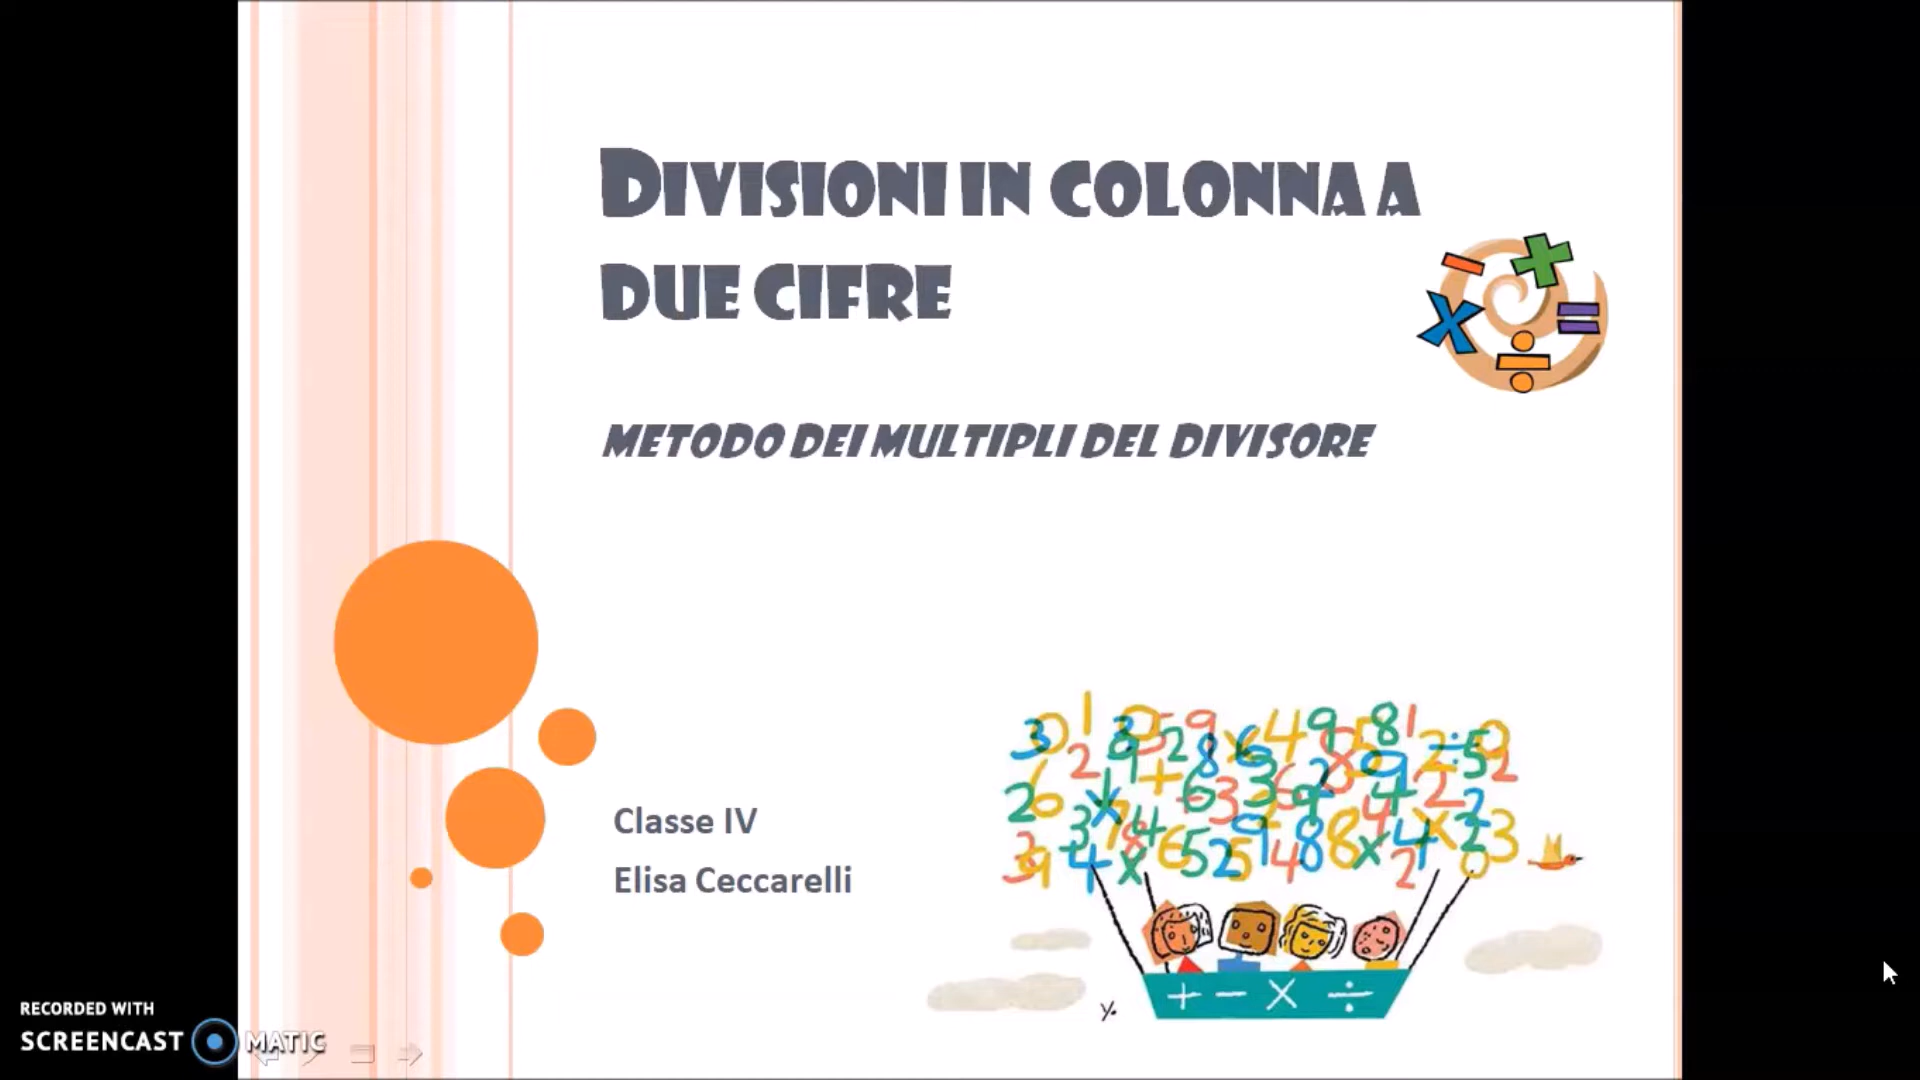 DIVISIONI IN COLONNA A
DUE CIFRE
METODO DEI MULTIPLI DEL DIVISORE
Classe IV
Elisa Ceccarelli
+ - X ÷
RECORDED WITH
SCREENCAST MATIC